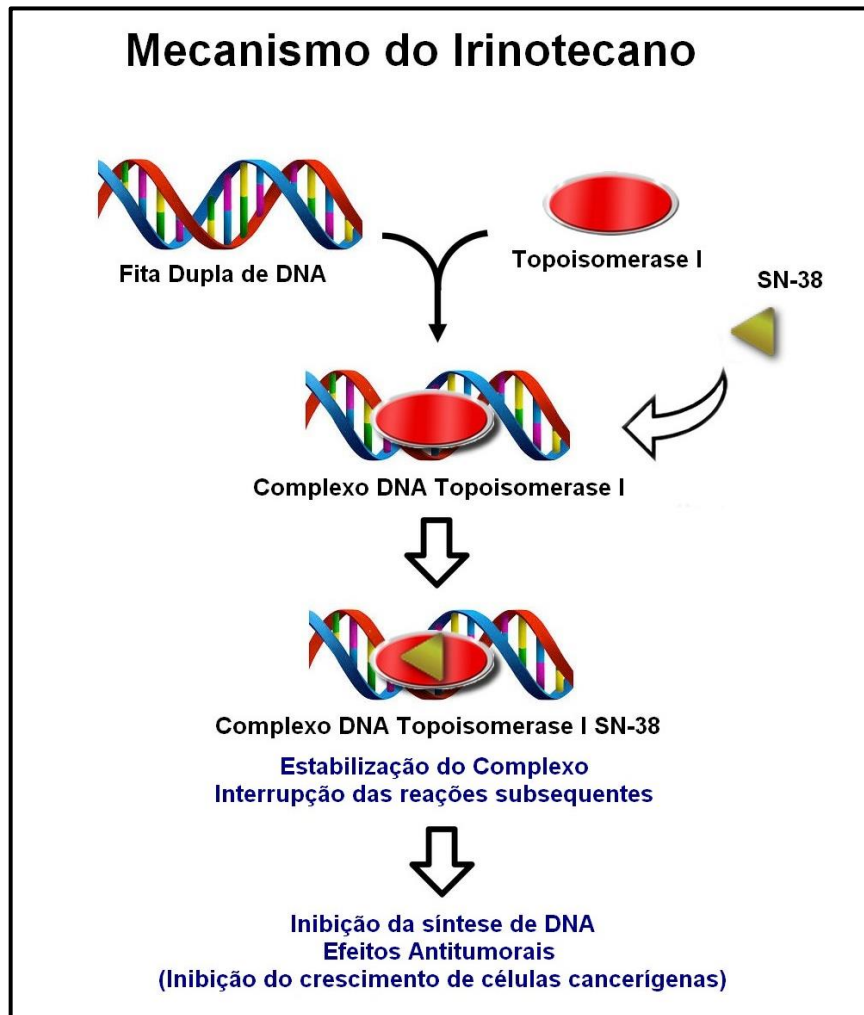 Mecanismo do Irinotecano
Fita Dupla de DNA
Topoisomerase I
SN-38
Complexo DNA Topoisomerase I
Complexo DNA Topoisomerase I SN-38
Estabilização do Complexo
Interrupção das reações subsequentes
Inibição da síntese de DNA
Efeitos Antitumorais
(Inibição do crescimento de células cancerígenas)